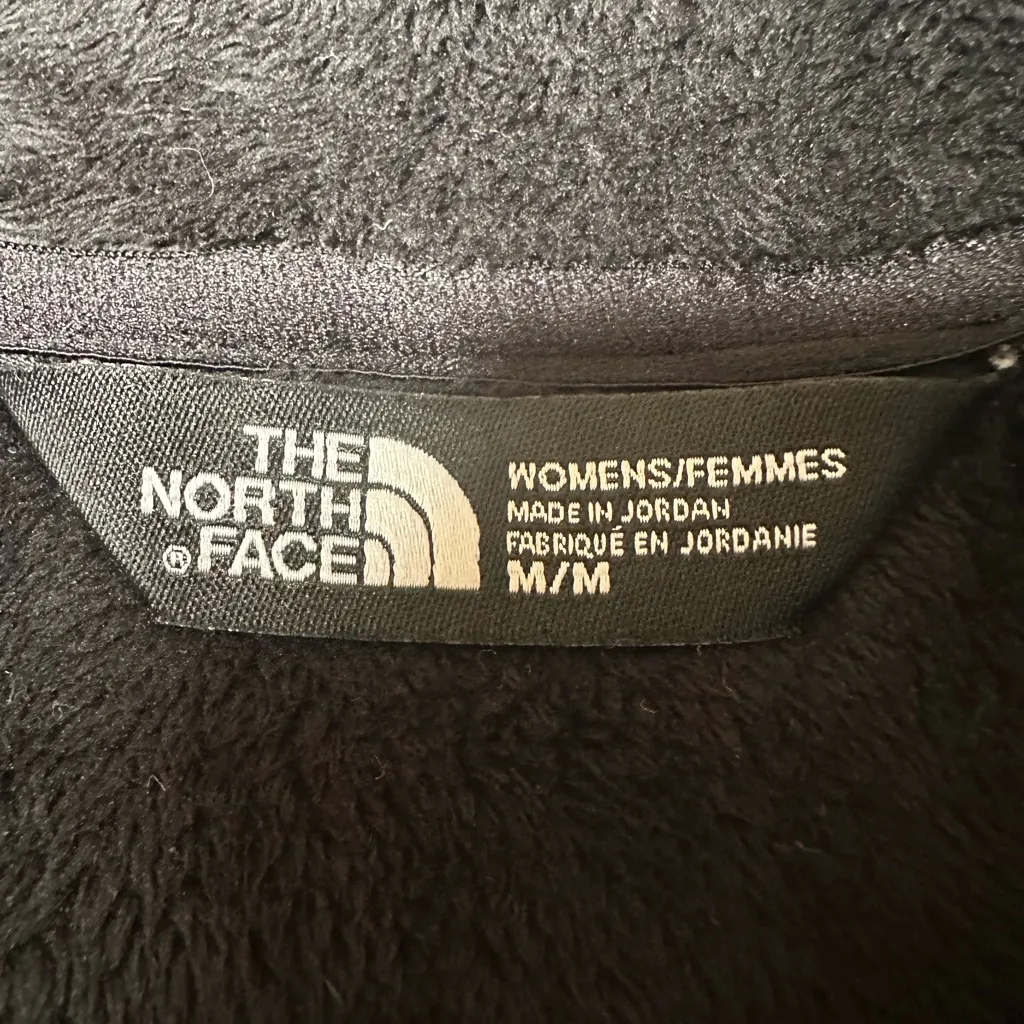 THE
NORTH
®FACE
WOMENS/FEMMES
MADE IN JORDAN
FABRIQUÉ EN JORDANIE
M/M